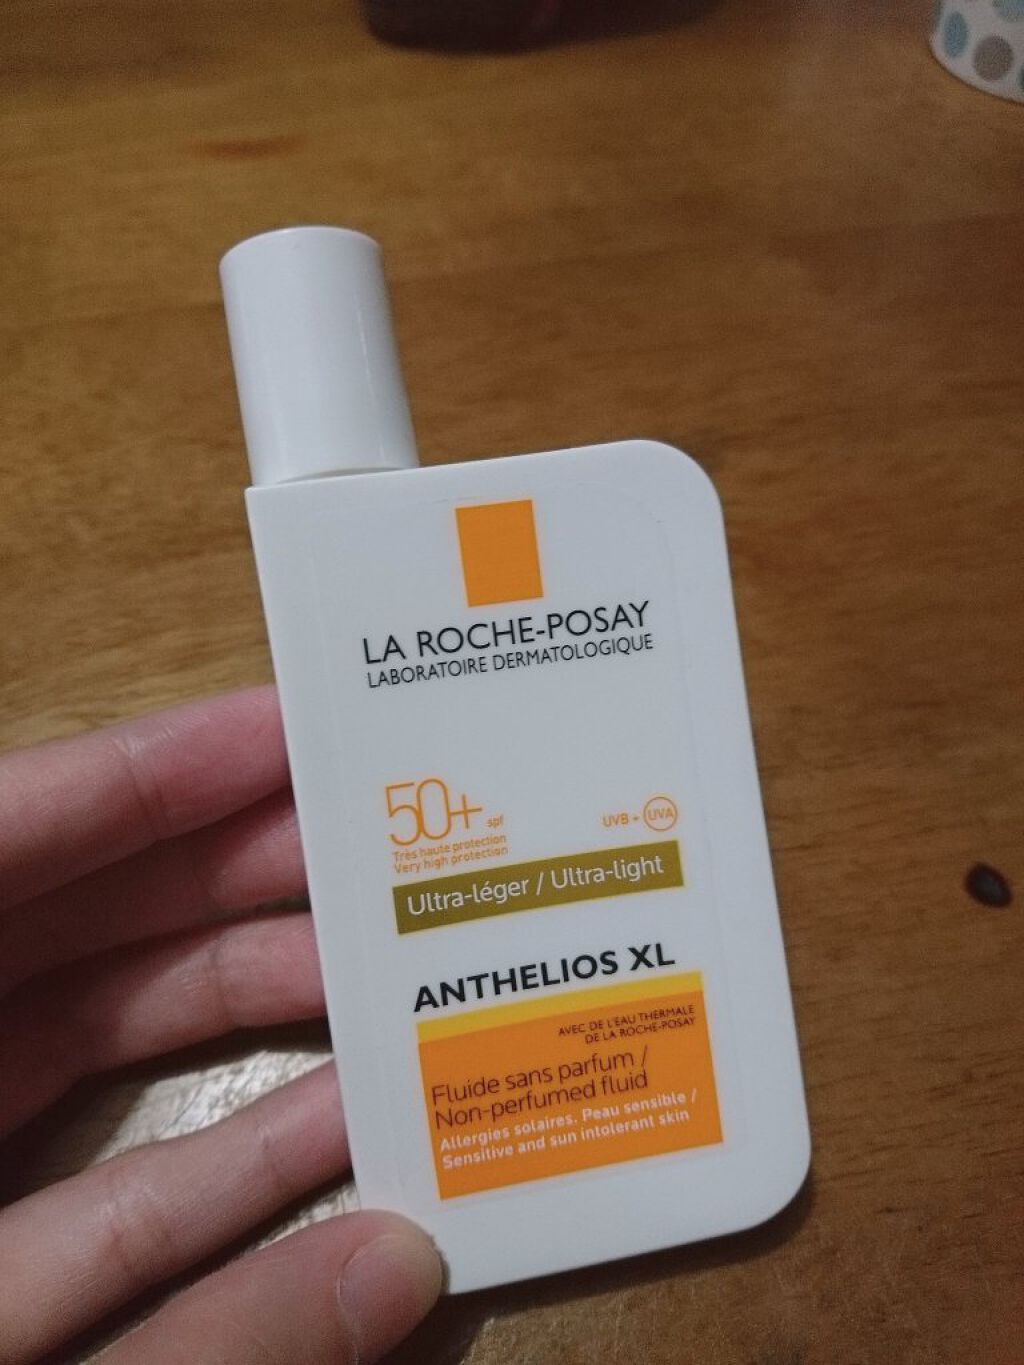 LA ROCHE-POSAY
LABORATOIRE DERMATOLOGIQUE
50+ spf
UVB + UVA
Très haute protection
Very high protection
Ultra-léger / Ultra-light
ANTHELIOS XL
AVEC DE L'EAU THERMALE
DE LA ROCHE-POSAY
Fluide sans parfum /
Non-perfumed fluid
Allergies solaires. Peau sensible /
Sensitive and sun intolerant skin